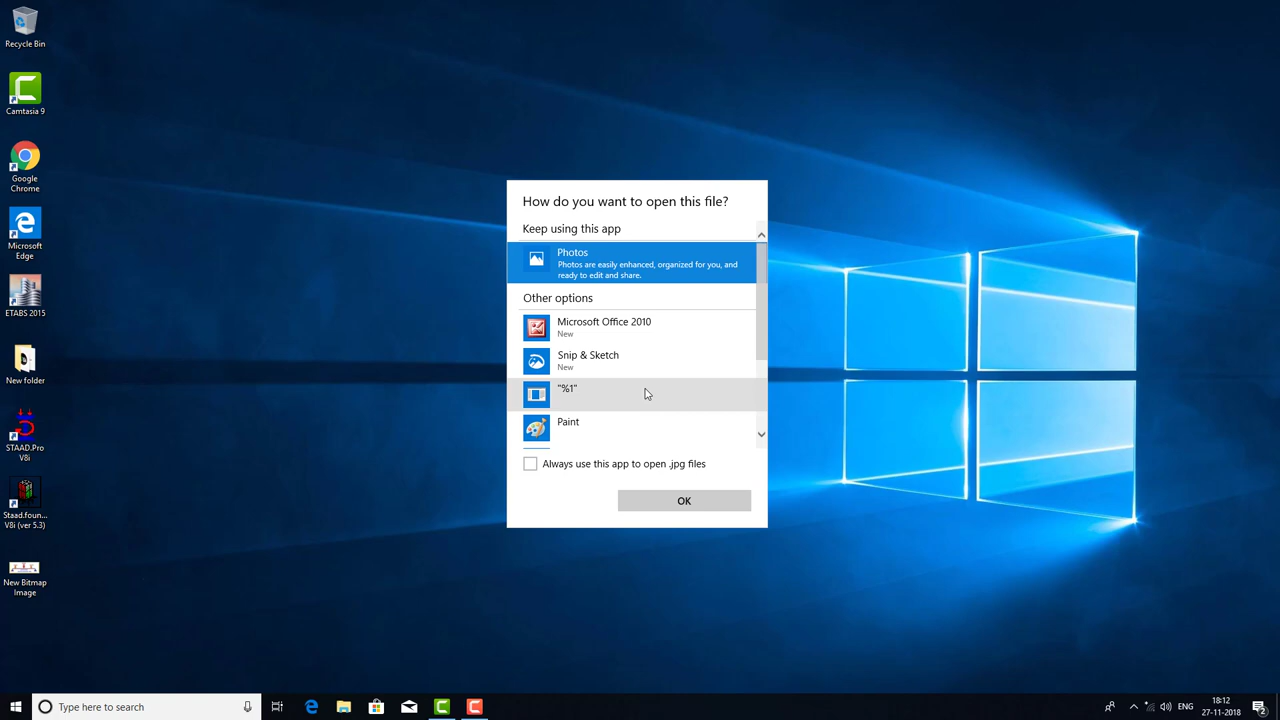 Recycle Bin
Camtasia 9
Google
Chrome
Microsoft
Edge
ETABS 2015
New folder
STAAD.Pro
V8i
Staad.foun...
V8i (ver 5.3)
New Bitmap
Image
How do you want to open this file?
Keep using this app
Photos
Photos are easily enhanced, organized for you, and
ready to edit and share.
Other options
Microsoft Office 2010
New
Snip & Sketch
New
"%1"
Paint
Always use this app to open .jpg files
OK
Type here to search
ENG
18:12
27-11-2018
2